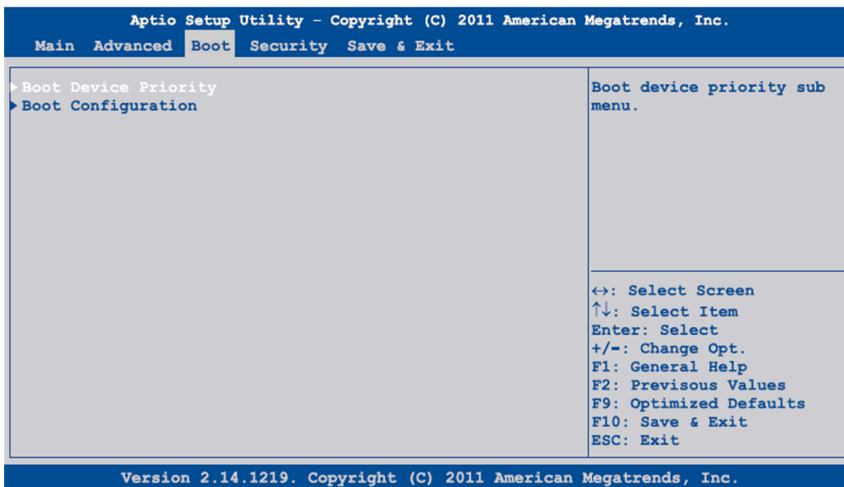 Aptio Setup Utility – Copyright (C) 2011 American Megatrends, Inc.
Main Advanced Boot Security Save & Exit
Boot Device Priority
Boot Configuration
Boot device priority sub
menu.
↔: Select Screen
↑↓: Select Item
Enter: Select
+/-: Change Opt.
F1: General Help
F2: Previsous Values
F9: Optimized Defaults
F10: Save & Exit
ESC: Exit
Version 2.14.1219. Copyright (C) 2011 American Megatrends, Inc.